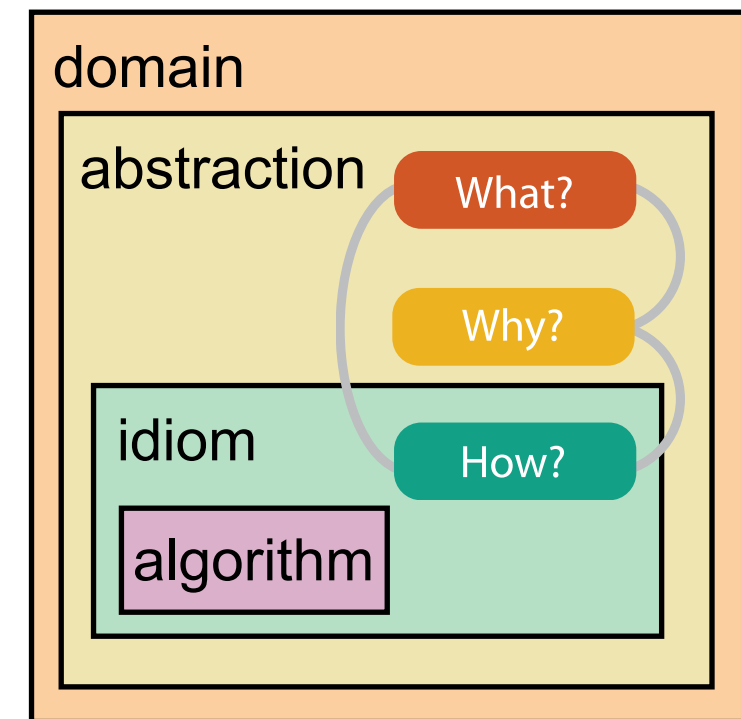 domain
abstraction
What?
Why?
idiom
How?
algorithm